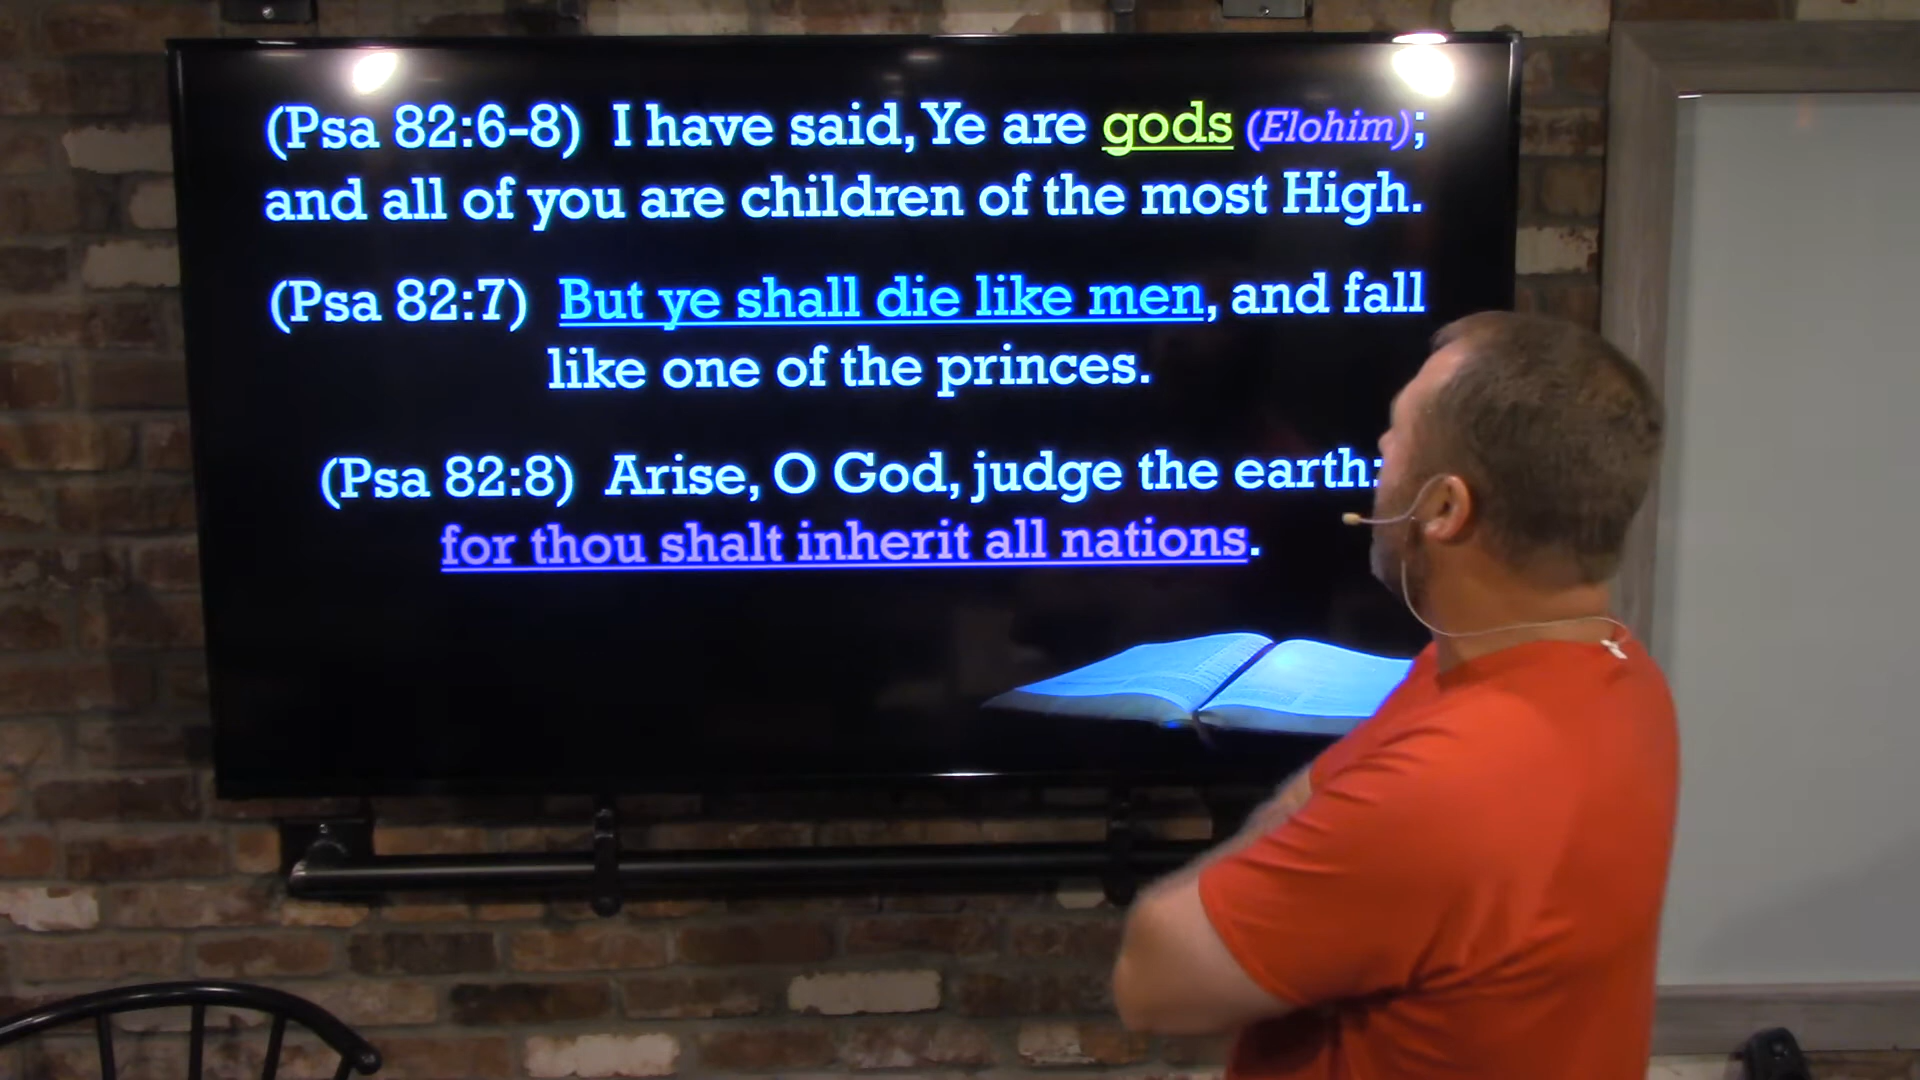 (Psa 82:6-8) I have said, Ye are gods (Elohim);
and all of you are children of the most High.
(Psa 82:7) But ye shall die like men, and fall
like one of the princes.
(Psa 82:8) Arise, O God, judge the earth:
for thou shalt inherit all nations.